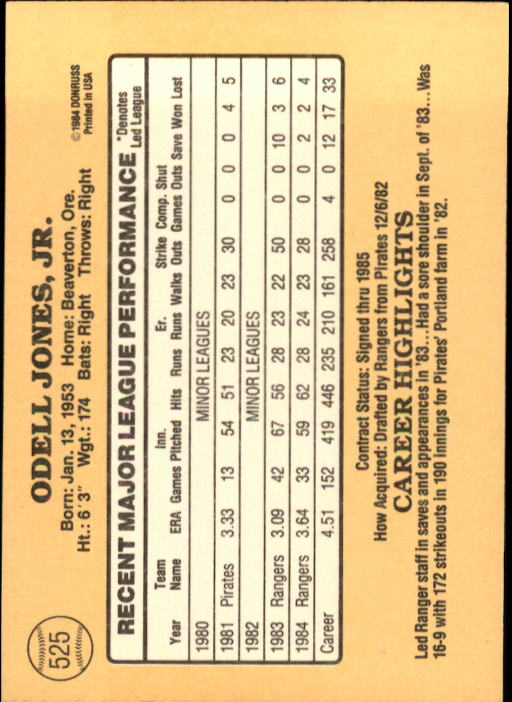 525
ODELL JONES, JR.
Born: Jan. 13, 1953 Home: Beaverton, Ore.
Ht.: 6'3" Wgt.: 174 Bats: Right Throws: Right
©1984 DONRUSS
Printed in USA
RECENT MAJOR LEAGUE PERFORMANCE
*Denotes
Led League
Team Inn. Er. Strike Comp. Shut
Year Name ERA Games Pitched Hits Runs Runs Walks Outs Games Outs Save Won Lost
1980 MINOR LEAGUES
1981 Pirates 3.33 13 54 51 23 20 23 30 0 0 0 4 5
1982 MINOR LEAGUES
1983 Rangers 3.09 42 67 56 28 23 22 50 0 0 10 3 6
1984 Rangers 3.64 33 59 62 28 24 23 28 0 0 2 2 4
Career 4.51 152 419 446 235 210 161 258 4 0 12 17 33
Contract Status: Signed thru 1985
How Acquired: Drafted by Rangers from Pirates 12/6/82
CAREER HIGHLIGHTS
Led Ranger staff in saves and appearances in '83...Had a sore shoulder in Sept. of '83...Was
16-9 with 172 strikeouts in 190 innings for Pirates' Portland farm in '82.